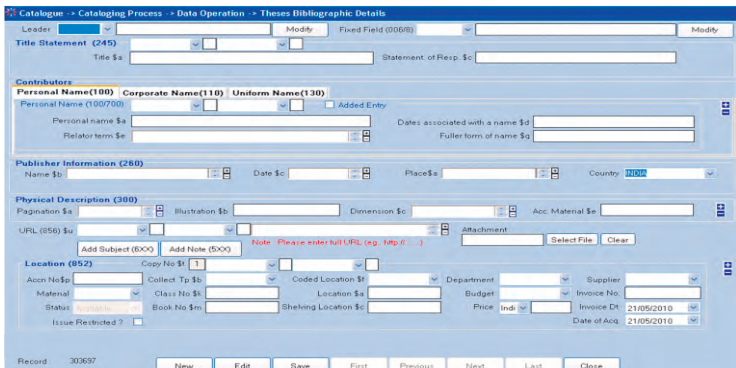 Catalogue -> Cataloging Process -> Data Operation -> Theses Bibliographic Details
Leader Modify Fixed Field (006/8) Modify
Title Statement (245)
Title $a Statement of Resp. $c
Contributors
Personal Name(100) Corporate Name(110) Uniform Name(130)
Personal Name (100/700) Added Entry
Personal name $a Dates associated with a name $d
Relator term $e Fuller form of name $q
Publisher Information (260)
Name $b Date $c Place$a Country INDIA
Physical Description (300)
Pagination $a Illustration $b Dimension $c Acc. Material $e
URL (856) $u Attachment
Note : Please enter full URL (eg., http://......) Select File Clear
Add Subject (6XX) Add Note (5XX)
Location (852) Copy No $t 1
Accn No$p Collect Tp $b Coded Location $f Department Supplier
Material Class No $k Location $a Budget Invoice No.
Status Available Book No $m Shelving Location $c Price Indi Invoice Dt 21/05/2010
Issue Restricted ? Date of Acq. 21/05/2010
Record : 303697 New Edit Save First Previous Next Last Close